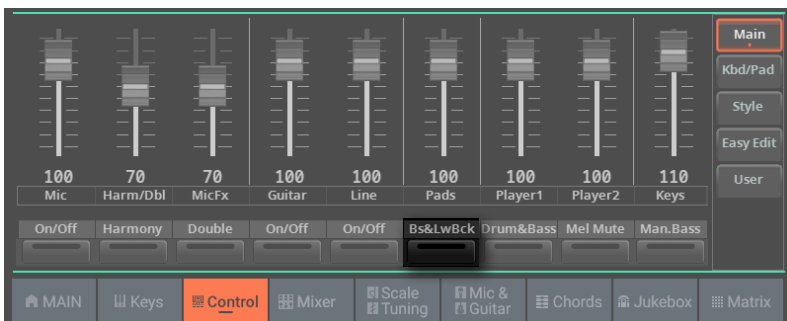 Main
Kbd/Pad
Style
Easy Edit
User
100 70 70 100 100 100 100 100 110
Mic Harm/Dbl MicFx Guitar Line Pads Player1 Player2 Keys
On/Off Harmony Double On/Off On/Off Bs&LwBck Drum&Bass Mel Mute Man.Bass
MAIN Keys Control Mixer Scale Tuning Mic & Guitar Chords Jukebox Matrix